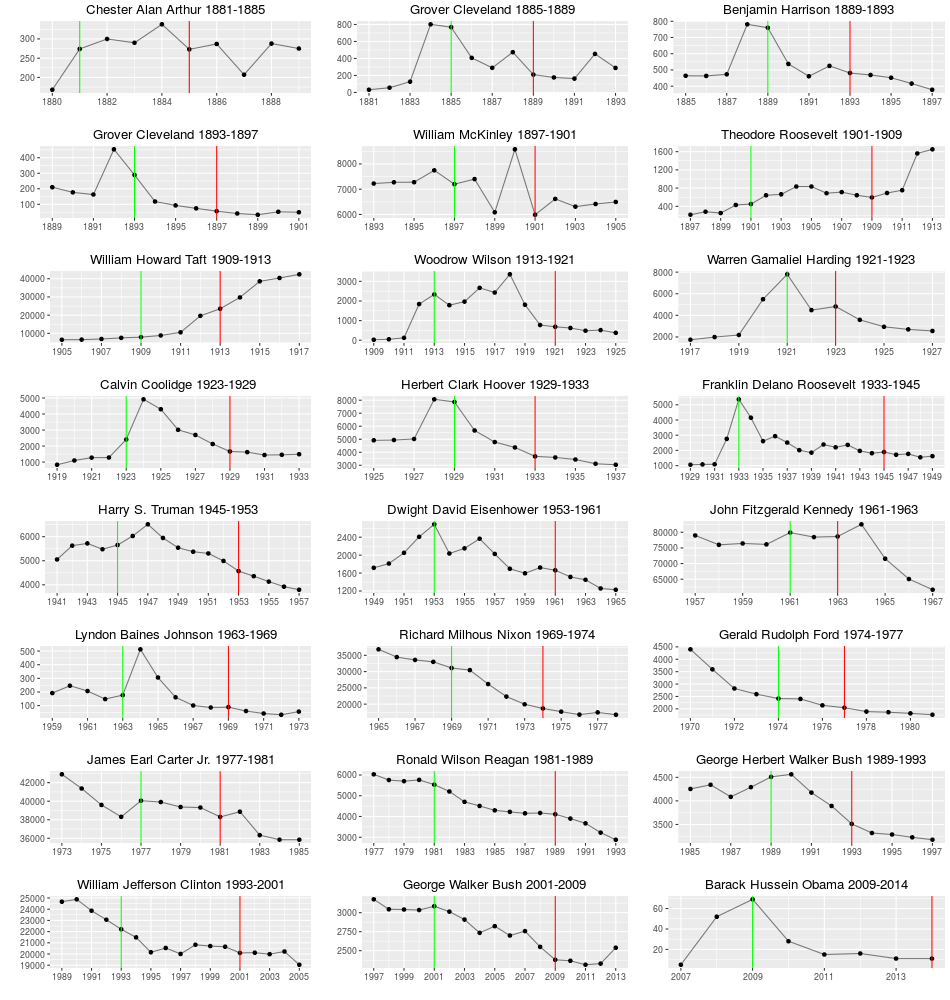 Chester Alan Arthur 1881-1885
300
250
200
1880 1882 1884 1886 1888
Grover Cleveland 1885-1889
800
600
400
200
0
1881 1883 1885 1887 1889 1891 1893
Benjamin Harrison 1889-1893
800
700
600
500
400
1885 1887 1889 1891 1893 1895 1897
Grover Cleveland 1893-1897
400
300
200
100
1889 1891 1893 1895 1897 1899 1901
William McKinley 1897-1901
8000
7000
6000
1893 1895 1897 1899 1901 1903 1905
Theodore Roosevelt 1901-1909
1600
1200
800
400
1897 1899 1901 1903 1905 1907 1909 1911 1913
William Howard Taft 1909-1913
40000
30000
20000
10000
1905 1907 1909 1911 1913 1915 1917
Woodrow Wilson 1913-1921
3000
2000
1000
0
1909 1911 1913 1915 1917 1919 1921 1923 1925
Warren Gamaliel Harding 1921-1923
8000
6000
4000
2000
1917 1919 1921 1923 1925 1927
Calvin Coolidge 1923-1929
5000
4000
3000
2000
1000
1919 1921 1923 1925 1927 1929 1931 1933
Herbert Clark Hoover 1929-1933
8000
7000
6000
5000
4000
3000
1925 1927 1929 1931 1933 1935 1937
Franklin Delano Roosevelt 1933-1945
5000
4000
3000
2000
1000
1929 1931 1933 1935 1937 1939 1941 1943 1945 1947 1949
Harry S. Truman 1945-1953
6000
5000
4000
1941 1943 1945 1947 1949 1951 1953 1955 1957
Dwight David Eisenhower 1953-1961
2400
2000
1600
1200
1949 1951 1953 1955 1957 1959 1961 1963 1965
John Fitzgerald Kennedy 1961-1963
80000
75000
70000
65000
1957 1959 1961 1963 1965 1967
Lyndon Baines Johnson 1963-1969
500
400
300
200
100
1959 1961 1963 1965 1967 1969 1971 1973
Richard Milhous Nixon 1969-1974
35000
30000
25000
20000
1965 1967 1969 1971 1973 1975 1977
Gerald Rudolph Ford 1974-1977
4500
4000
3500
3000
2500
2000
1970 1972 1974 1976 1978 1980
James Earl Carter Jr. 1977-1981
42000
40000
38000
36000
1973 1975 1977 1979 1981 1983 1985
Ronald Wilson Reagan 1981-1989
6000
5000
4000
3000
1977 1979 1981 1983 1985 1987 1989 1991 1993
George Herbert Walker Bush 1989-1993
4500
4000
3500
1985 1987 1989 1991 1993 1995 1997
William Jefferson Clinton 1993-2001
25000
24000
23000
22000
21000
20000
19000
1989 1991 1993 1995 1997 1999 2001 2003 2005
George Walker Bush 2001-2009
3000
2750
2500
1997 1999 2001 2003 2005 2007 2009 2011 2013
Barack Hussein Obama 2009-2014
60
40
20
2007 2009 2011 2013